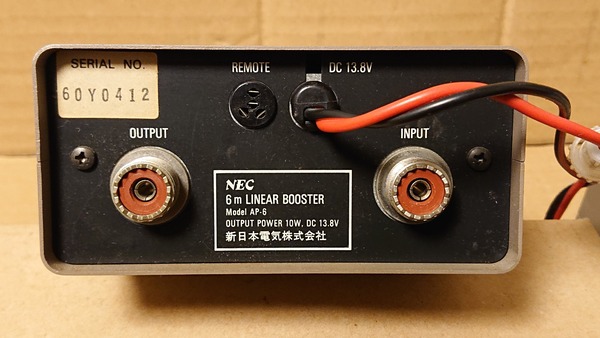 SERIAL NO.
60Y0412
REMOTE
DC 13.8V
OUTPUT
INPUT
NEC
6m LINEAR BOOSTER
Model AP-6
OUTPUT POWER 10W, DC 13.8V
新日本電気株式会社